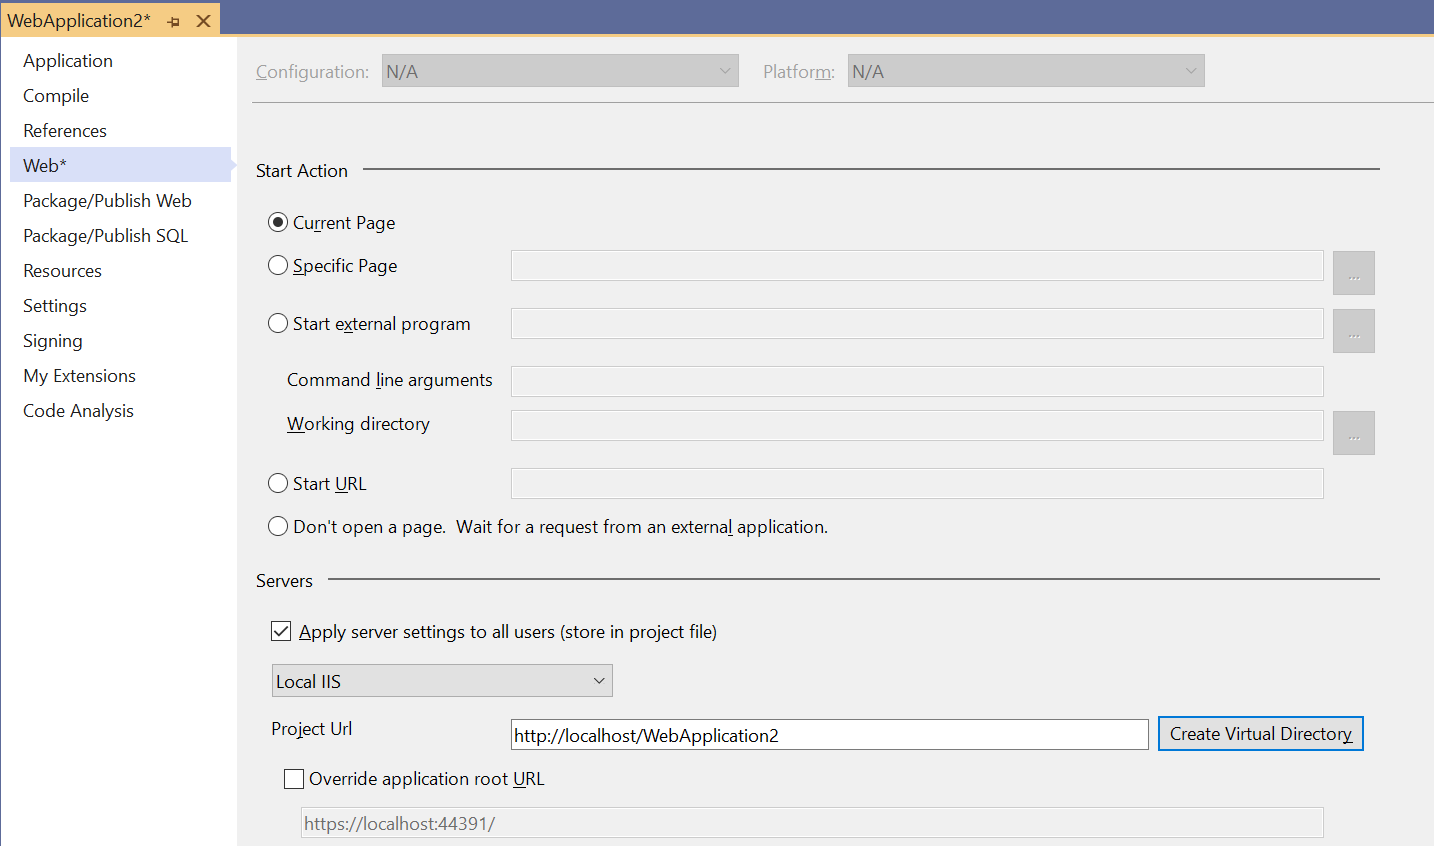 WebApplication2*
Application
Compile
References
Web*
Package/Publish Web
Package/Publish SQL
Resources
Settings
Signing
My Extensions
Code Analysis
Configuration: N/A Platform: N/A
Start Action
Current Page
Specific Page ...
Start external program ...
Command line arguments
Working directory ...
Start URL
Don't open a page.  Wait for a request from an external application.
Servers
Apply server settings to all users (store in project file)
Local IIS
Project Url http://localhost/WebApplication2 Create Virtual Directory
Override application root URL
https://localhost:44391/